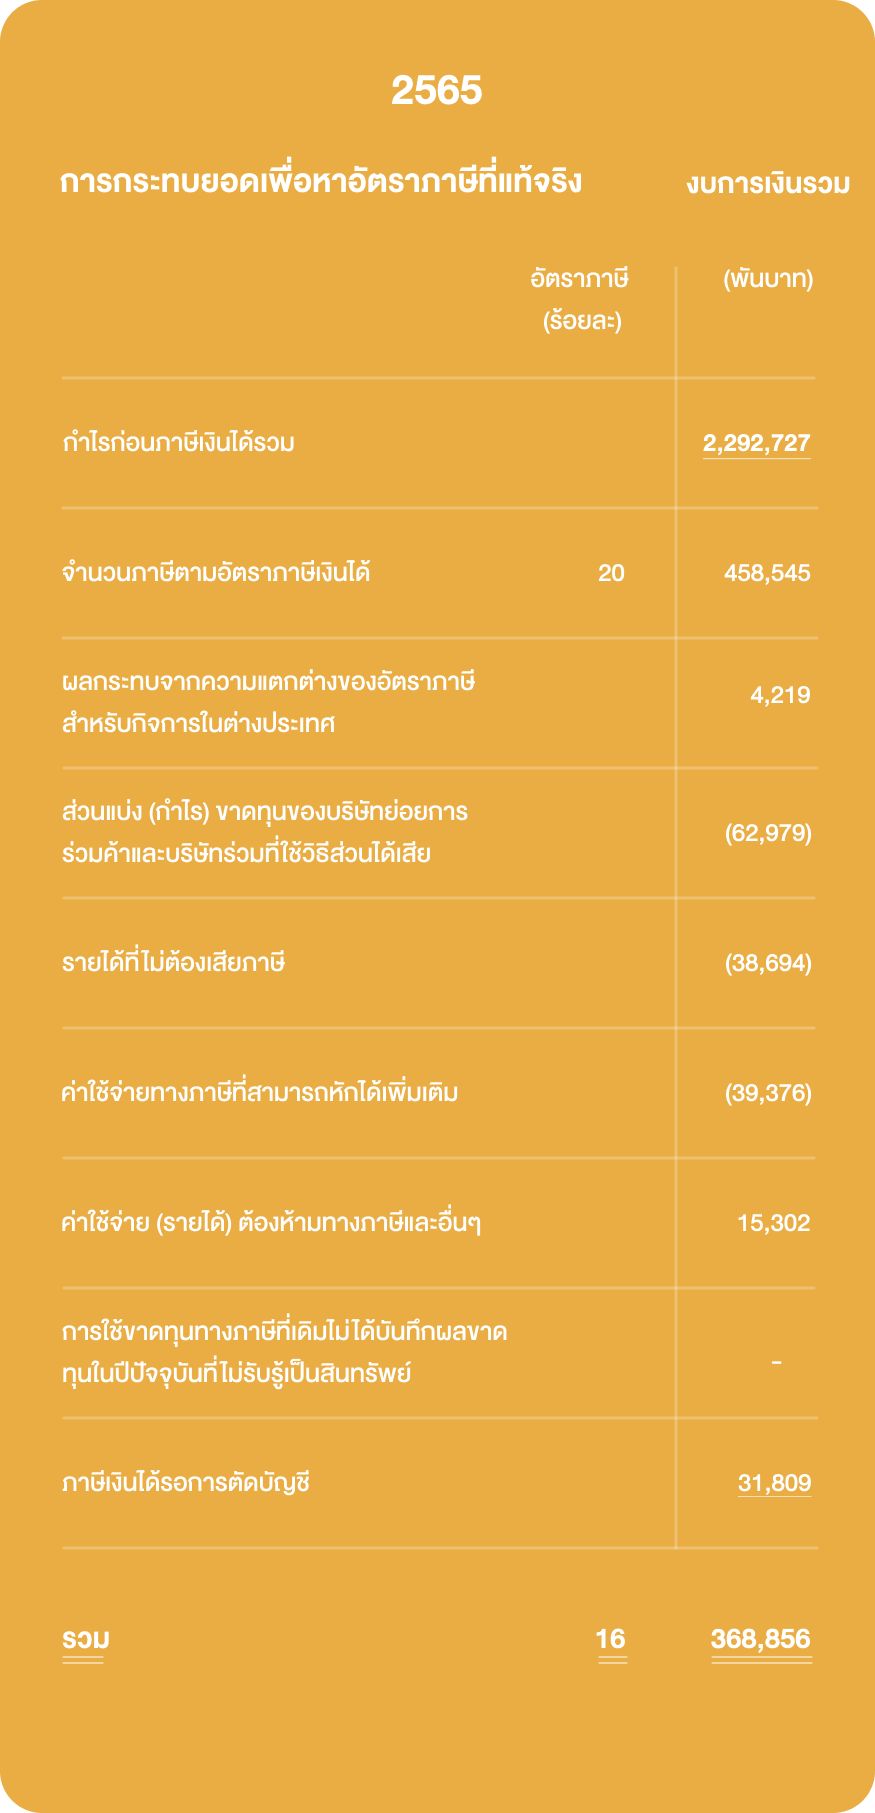 2565
การกระทบยอดเพื่อหาอัตราภาษีที่แท้จริง งบการเงินรวม
อัตราภาษี (พันบาท)
(ร้อยละ)
กำไรก่อนภาษีเงินได้รวม 2,292,727
จำนวนภาษีตามอัตราภาษีเงินได้ 20 458,545
ผลกระทบจากความแตกต่างของอัตราภาษี
สำหรับกิจการในต่างประเทศ 4,219
ส่วนแบ่ง (กำไร) ขาดทุนของบริษัทย่อยการ
ร่วมค้าและบริษัทร่วมที่ใช้วิธีส่วนได้เสีย (62,979)
รายได้ที่ไม่ต้องเสียภาษี (38,694)
ค่าใช้จ่ายทางภาษีที่สามารถหักได้เพิ่มเติม (39,376)
ค่าใช้จ่าย (รายได้) ต้องห้ามทางภาษีและอื่นๆ 15,302
การใช้ขาดทุนทางภาษีที่เดิมไม่ได้บันทึกผลขาด
ทุนในปีปัจจุบันที่ไม่รับรู้เป็นสินทรัพย์ -
ภาษีเงินได้รอการตัดบัญชี 31,809
รวม 16 368,856